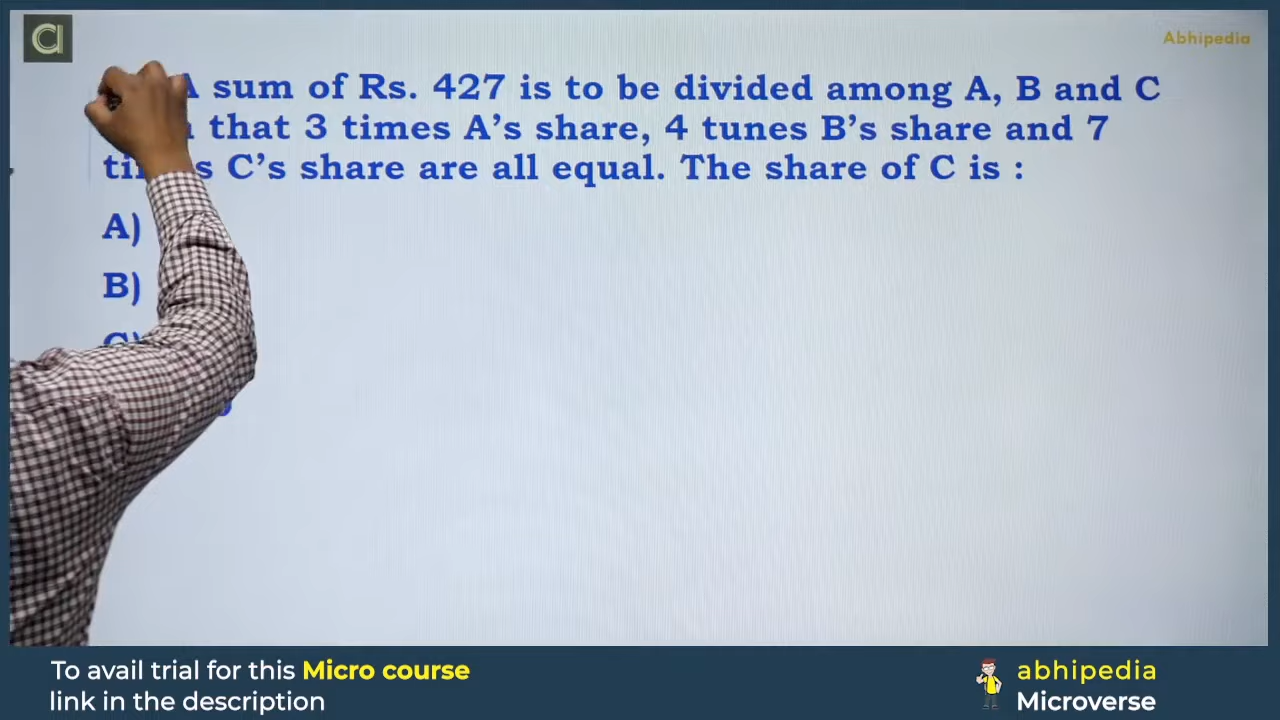 a
Abhipedia
A sum of Rs. 427 is to be divided among A, B and C
that 3 times A's share, 4 tunes B's share and 7
C's share are all equal. The share of C is :
A)
B)
To avail trial for this Micro course
link in the description
abhipedia
Microverse